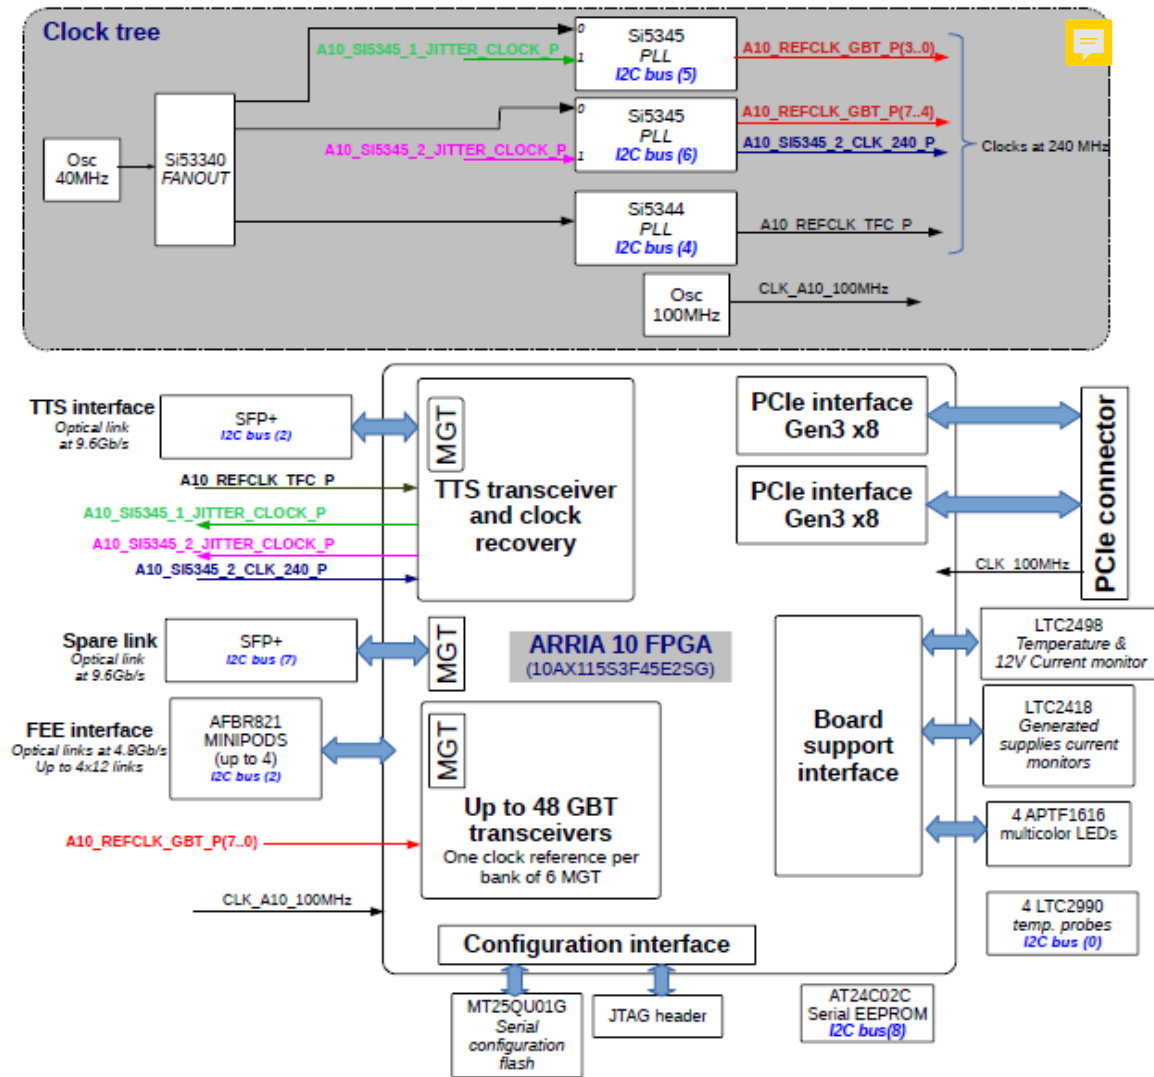 Clock tree
Osc
40MHz
Si53340
FANOUT
A10_SI5345_1_JITTER_CLOCK_P
0
1
Si5345
PLL
I2C bus (5)
A10_REFCLK_GBT_P(3..0)
A10_SI5345_2_JITTER_CLOCK_P
0
1
Si5345
PLL
I2C bus (6)
A10_REFCLK_GBT_P(7..4)
A10_SI5345_2_CLK_240_P
Clocks at 240 MHz
Si5344
PLL
I2C bus (4)
A10_REFCLK_TFC_P
Osc
100MHz
CLK_A10_100MHz
TTS interface
Optical link
at 9.6Gb/s
SFP+
I2C bus (2)
MGT
TTS transceiver
and clock
recovery
A10_REFCLK_TFC_P
A10_SI5345_1_JITTER_CLOCK_P
A10_SI5345_2_JITTER_CLOCK_P
A10_SI5345_2_CLK_240_P
PCIe interface
Gen3 x8
PCIe interface
Gen3 x8
PCIe connector
CLK_100MHz
Spare link
Optical link
at 9.6Gb/s
SFP+
I2C bus (7)
MGT
ARRIA 10 FPGA
(10AX115S3F45E2SG)
FEE interface
Optical links at 4.8Gb/s
Up to 4x12 links
AFBR821
MINIPODS
(up to 4)
I2C bus (2)
MGT
Up to 48 GBT
transceivers
One clock reference per
bank of 6 MGT
A10_REFCLK_GBT_P(7..0)
CLK_A10_100MHz
Board
support
interface
LTC2498
Temperature &
12V Current monitor
LTC2418
Generated
supplies current
monitors
4 APTF1616
multicolor LEDs
4 LTC2990
temp. probes
I2C bus (0)
Configuration interface
MT25QU01G
Serial
configuration
flash
JTAG header
AT24C02C
Serial EEPROM
I2C bus(8)